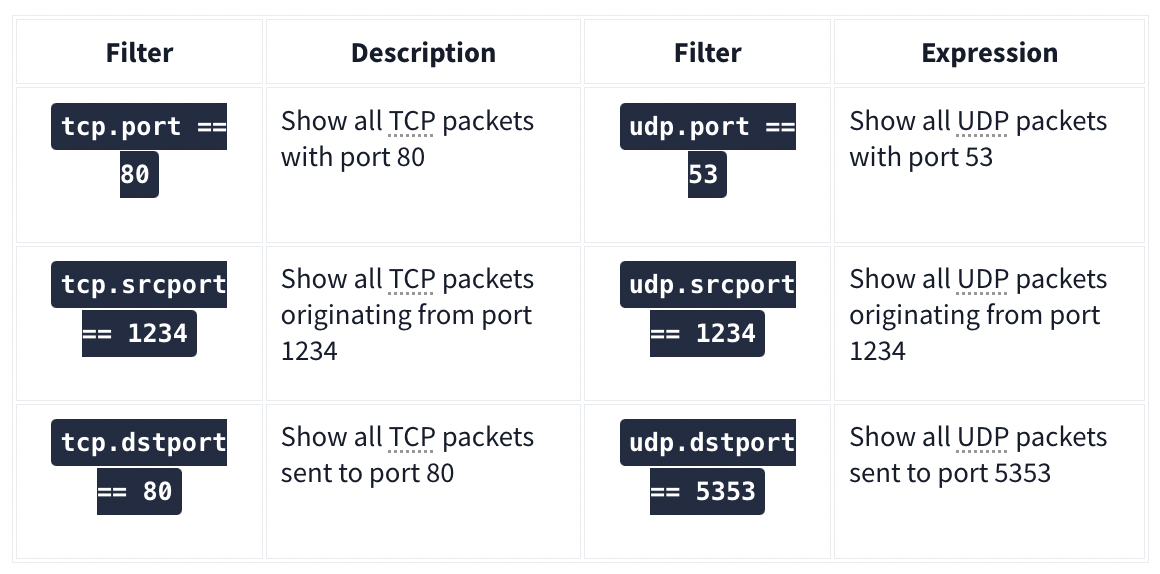 Filter
Description
Filter
Expression
tcp.port ==
80
Show all TCP packets
with port 80
udp.port ==
53
Show all UDP packets
with port 53
tcp.srcport
== 1234
Show all TCP packets
originating from port
1234
udp.srcport
== 1234
Show all UDP packets
originating from port
1234
tcp.dstport
== 80
Show all TCP packets
sent to port 80
udp.dstport
== 5353
Show all UDP packets
sent to port 5353